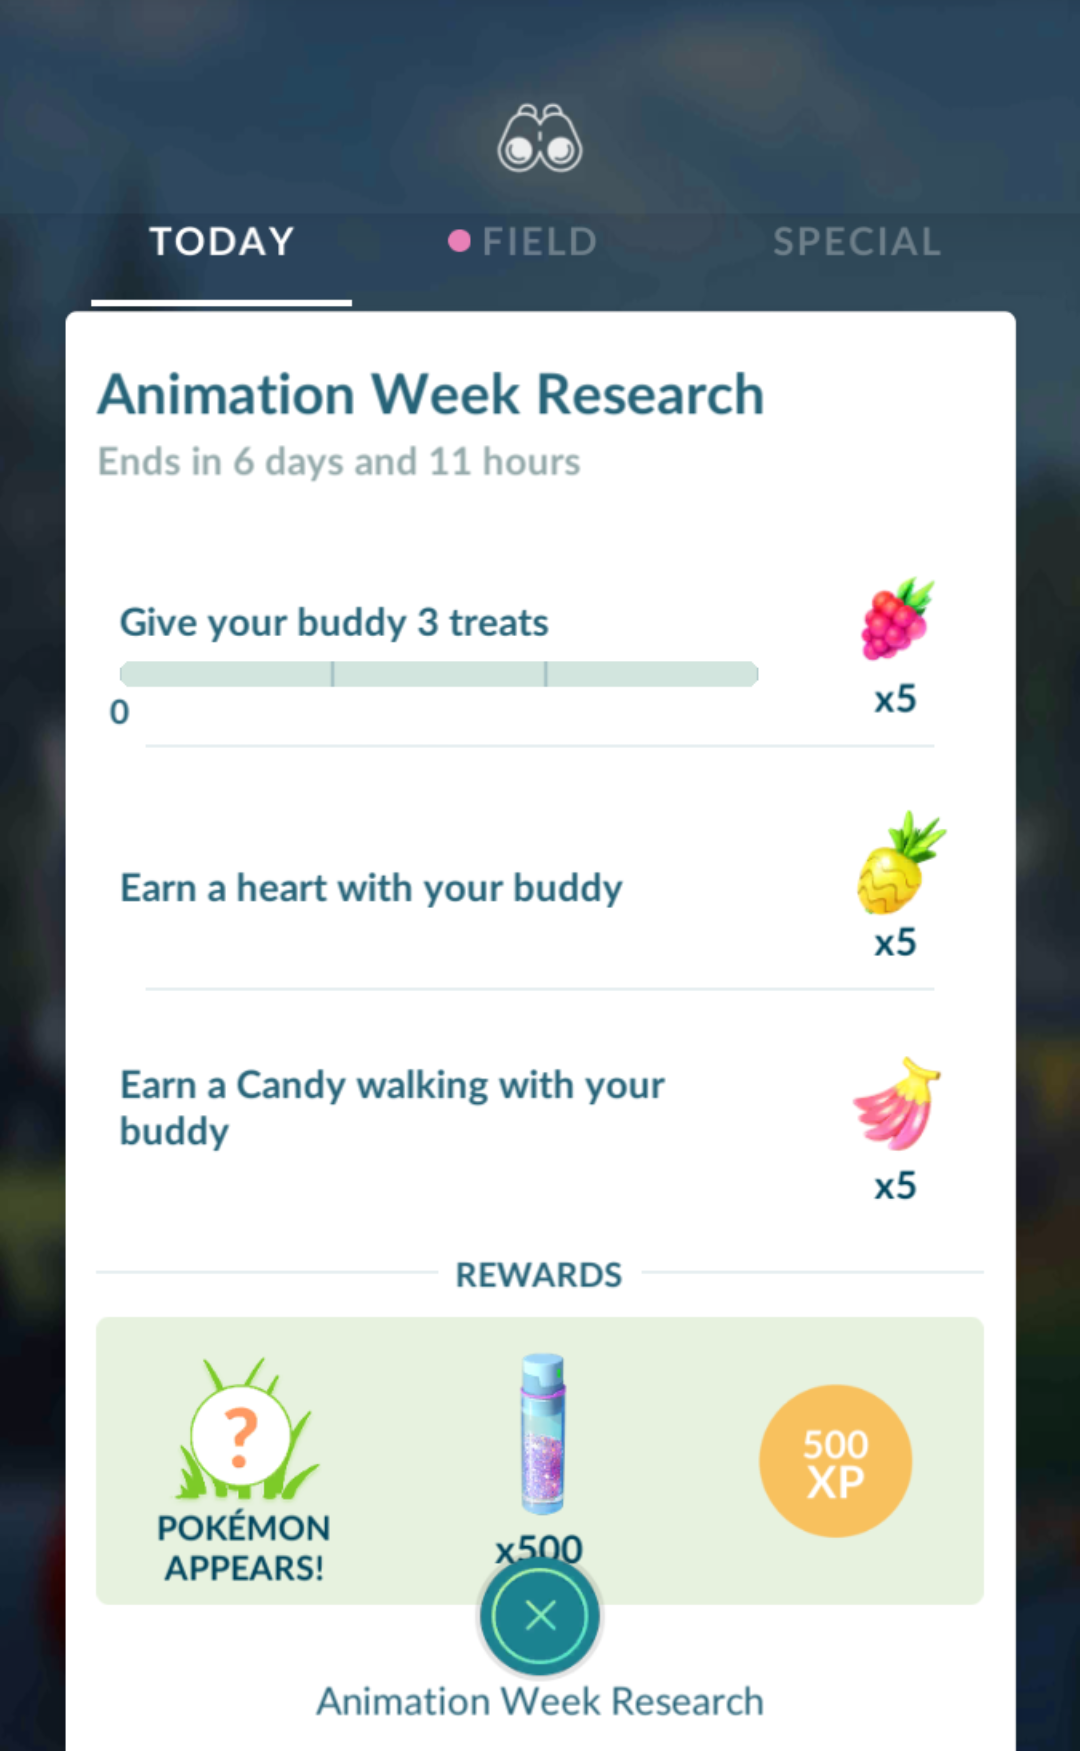 TODAY
FIELD
SPECIAL
Animation Week Research
Ends in 6 days and 11 hours
Give your buddy 3 treats
0
x5
Earn a heart with your buddy
x5
Earn a Candy walking with your
buddy
x5
REWARDS
?
POKÉMON
APPEARS!
x500
500
XP
Animation Week Research